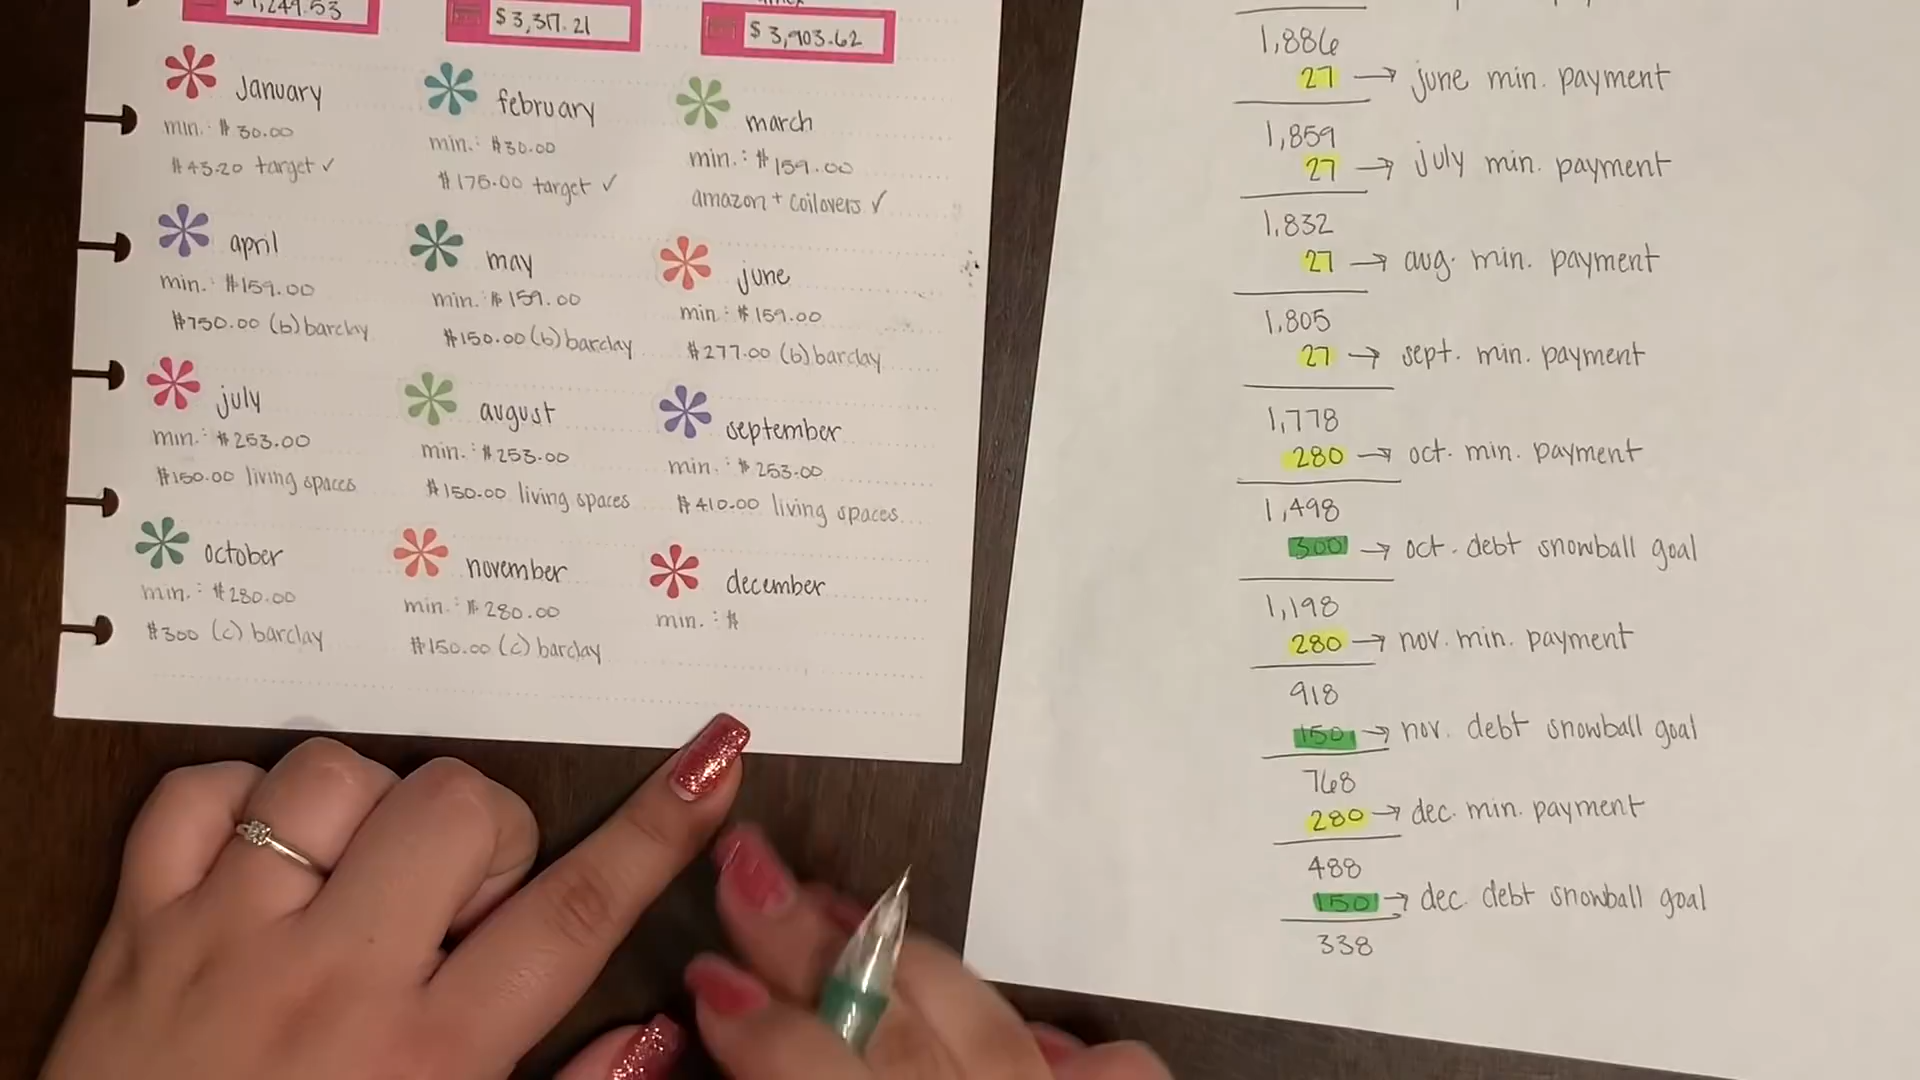 $1,249.53
$3,317.21
$3,903.62
january
min.: $30.00
$43.20 target ✓
february
min.: $30.00
$175.00 target ✓
march
min.: $159.00
amazon + coilovers ✓
april
min.: $159.00
$750.00 (b) barclay
may
min.: $159.00
$150.00 (b) barclay
june
min: $159.00
$277.00 (b) barclay
july
min.: $253.00
$150.00 living spaces
august
min.: $253.00
$150.00 living spaces
september
min.: $253.00
$410.00 living spaces
october
min.: $280.00
$300 (c) barclay
november
min.: $280.00
$150.00 (c) barclay
december
min.: $
1,886
27 → june min. payment
1,859
27 → july min. payment
1,832
27 → aug. min. payment
1,805
27 → sept. min. payment
1,778
280 → oct. min. payment
1,498
300 → oct. debt snowball goal
1,198
280 → nov. min. payment
918
150 → nov. debt snowball goal
768
280 → dec. min. payment
488
150 → dec. debt snowball goal
338